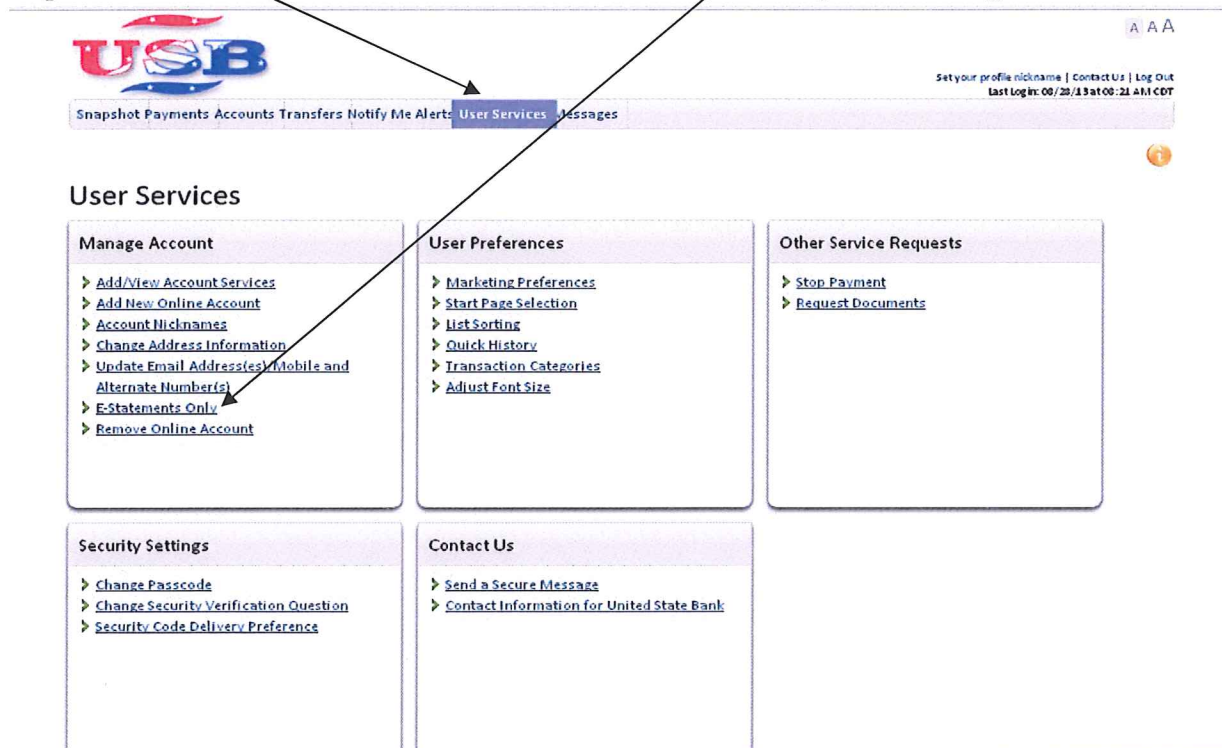 USB
A A A
Set your profile nickname | Contact Us | Log Out
Last Login: 08/28/13 at 08:21 AM CDT
Snapshot Payments Accounts Transfers Notify Me Alerts User Services Messages
User Services
Manage Account
Add/View Account Services
Add New Online Account
Account Nicknames
Change Address Information
Update Email Address(es)/Mobile and
Alternate Number(s)
E-Statements Only
Remove Online Account
User Preferences
Marketing Preferences
Start Page Selection
List Sorting
Quick History
Transaction Categories
Adjust Font Size
Other Service Requests
Stop Payment
Request Documents
Security Settings
Change Passcode
Change Security Verification Question
Security Code Delivery Preference
Contact Us
Send a Secure Message
Contact Information for United State Bank